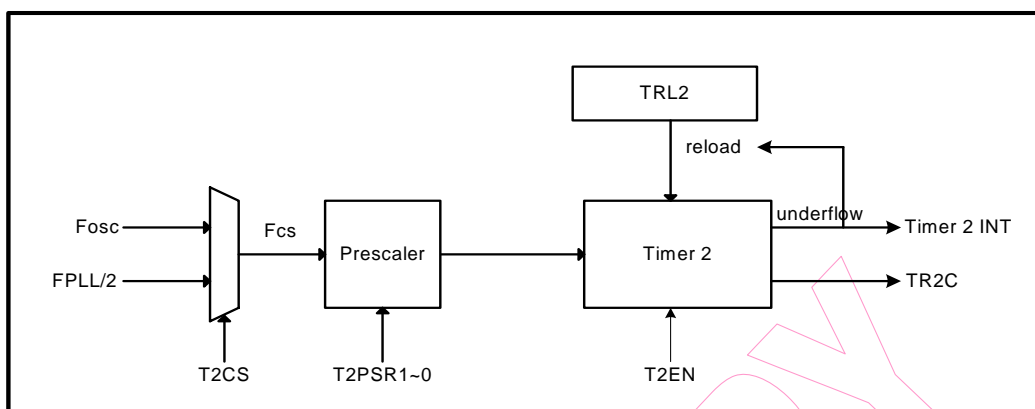 TRL2
reload
underflow
Fosc
Fcs
Prescaler
Timer 2
Timer 2 INT
FPLL/2
TR2C
T2CS
T2PSR1~0
T2EN